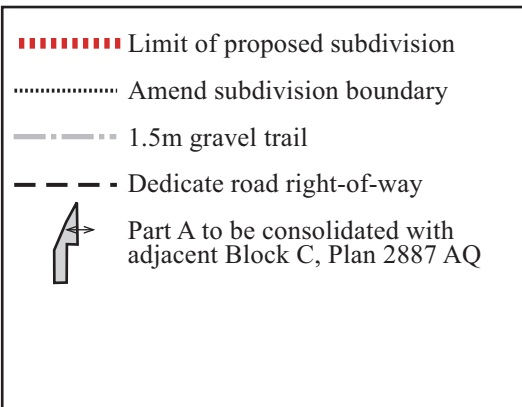 Limit of proposed subdivision
Amend subdivision boundary
1.5m gravel trail
Dedicate road right-of-way
Part A to be consolidated with
adjacent Block C, Plan 2887 AQ